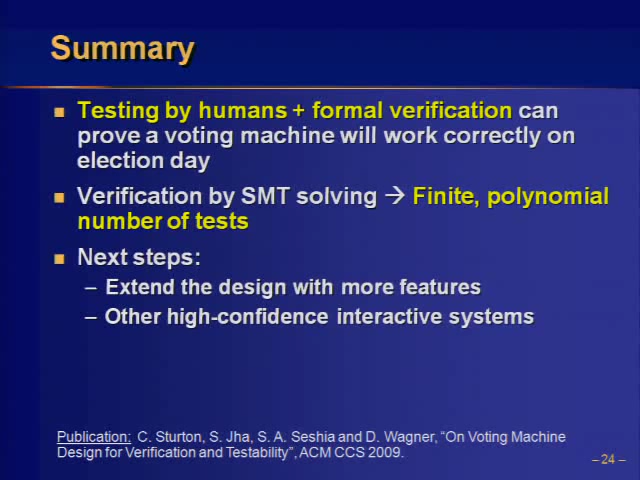 Summary
Testing by humans + formal verification can
prove a voting machine will work correctly on
election day
Verification by SMT solving → Finite, polynomial
number of tests
Next steps:
– Extend the design with more features
– Other high-confidence interactive systems
Publication: C. Sturton, S. Jha, S. A. Seshia and D. Wagner, “On Voting Machine
Design for Verification and Testability”, ACM CCS 2009.
– 24 –